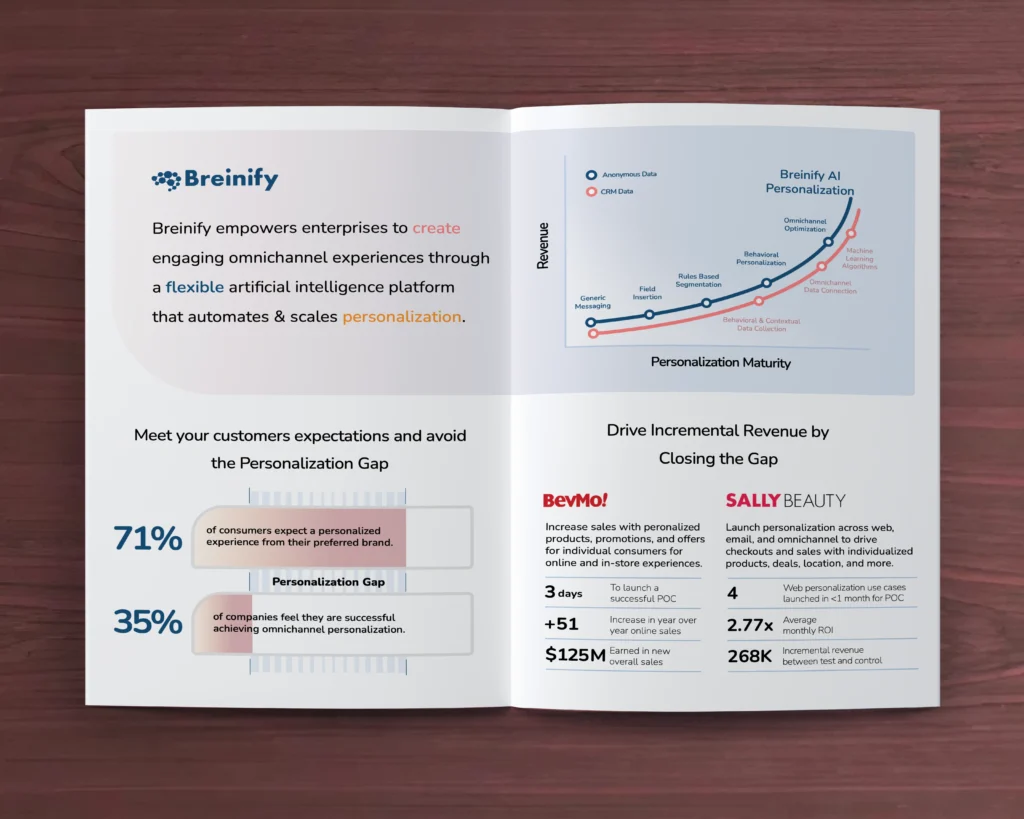 Breinify
Breinify empowers enterprises to create
engaging omnichannel experiences through
a flexible artificial intelligence platform
that automates & scales personalization.
Meet your customers expectations and avoid
the Personalization Gap
71%
of consumers expect a personalized
experience from their preferred brand.
Personalization Gap
35%
of companies feel they are successful
achieving omnichannel personalization.
Anonymous Data
CRM Data
Breinify AI
Personalization
Revenue
Generic
Messaging
Field
Insertion
Rules Based
Segmentation
Behavioral
Personalization
Omnichannel
Optimization
Machine
Learning
Algorithms
Omnichannel
Data Connection
Behavioral & Contextual
Data Collection
Personalization Maturity
Drive Incremental Revenue by
Closing the Gap
BevMo!
Increase sales with peronalized
products, promotions, and offers
for individual consumers for
online and in-store experiences.
3 days
To launch a
successful POC
+51
Increase in year over
year online sales
$125M
Earned in new
overall sales
SALLY BEAUTY
Launch personalization across web,
email, and omnichannel to drive
checkouts and sales with individualized
products, deals, location, and more.
4
Web personalization use cases
launched in <1 month for POC
2.77x
Average
monthly ROI
268K
Incremental revenue
between test and control